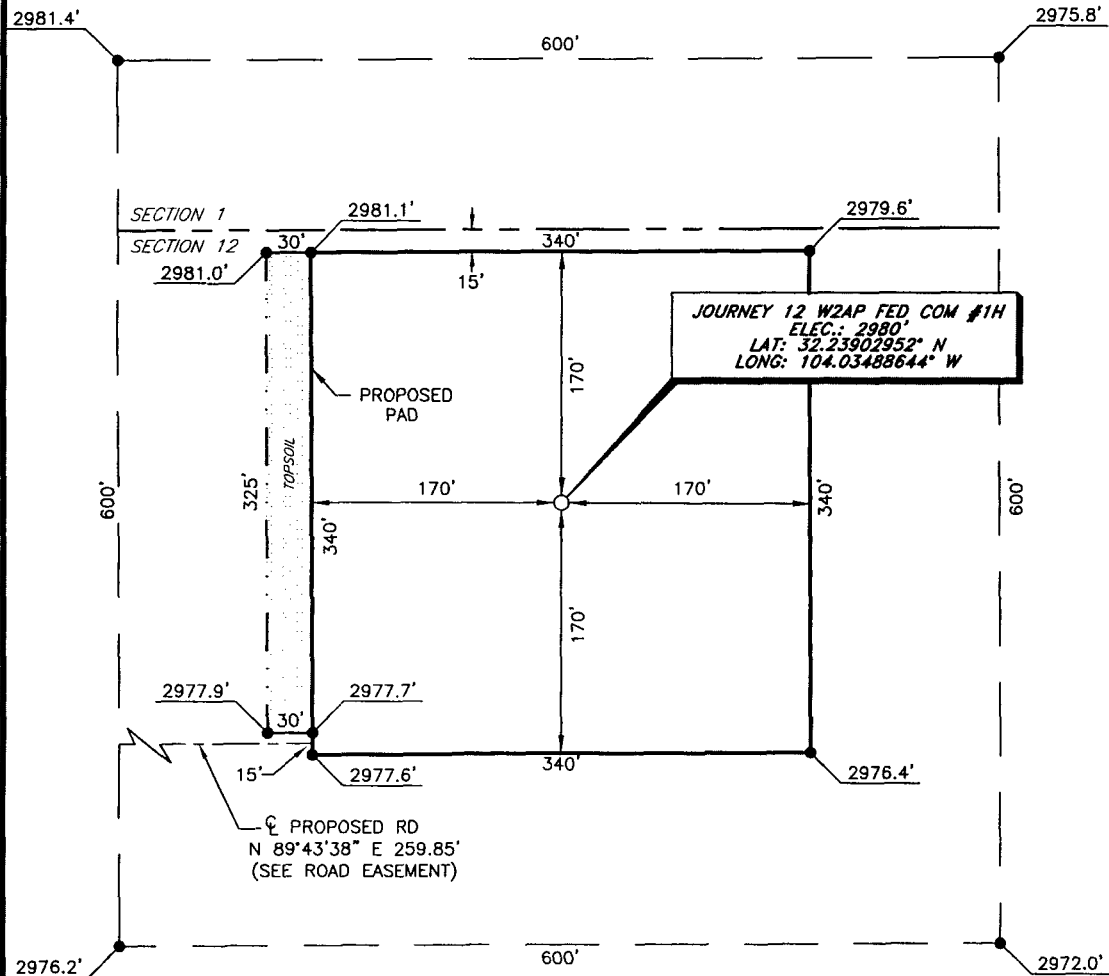 2981.4'
2975.8'
600'
SECTION 1
SECTION 12
2981.1'
2979.6'
30'
340'
2981.0'
15'
JOURNEY 12 W2AP FED COM #1H
ELEC.: 2980'
LAT: 32.23902952° N
LONG: 104.03488644° W
170'
PROPOSED
PAD
TOPSOIL
600'
325'
340'
170'
170'
340'
600'
170'
2977.9'
2977.7'
30'
15'
2977.6'
340'
2976.4'
℄ PROPOSED RD
N 89°43'38" E 259.85'
(SEE ROAD EASEMENT)
2976.2'
600'
2972.0'